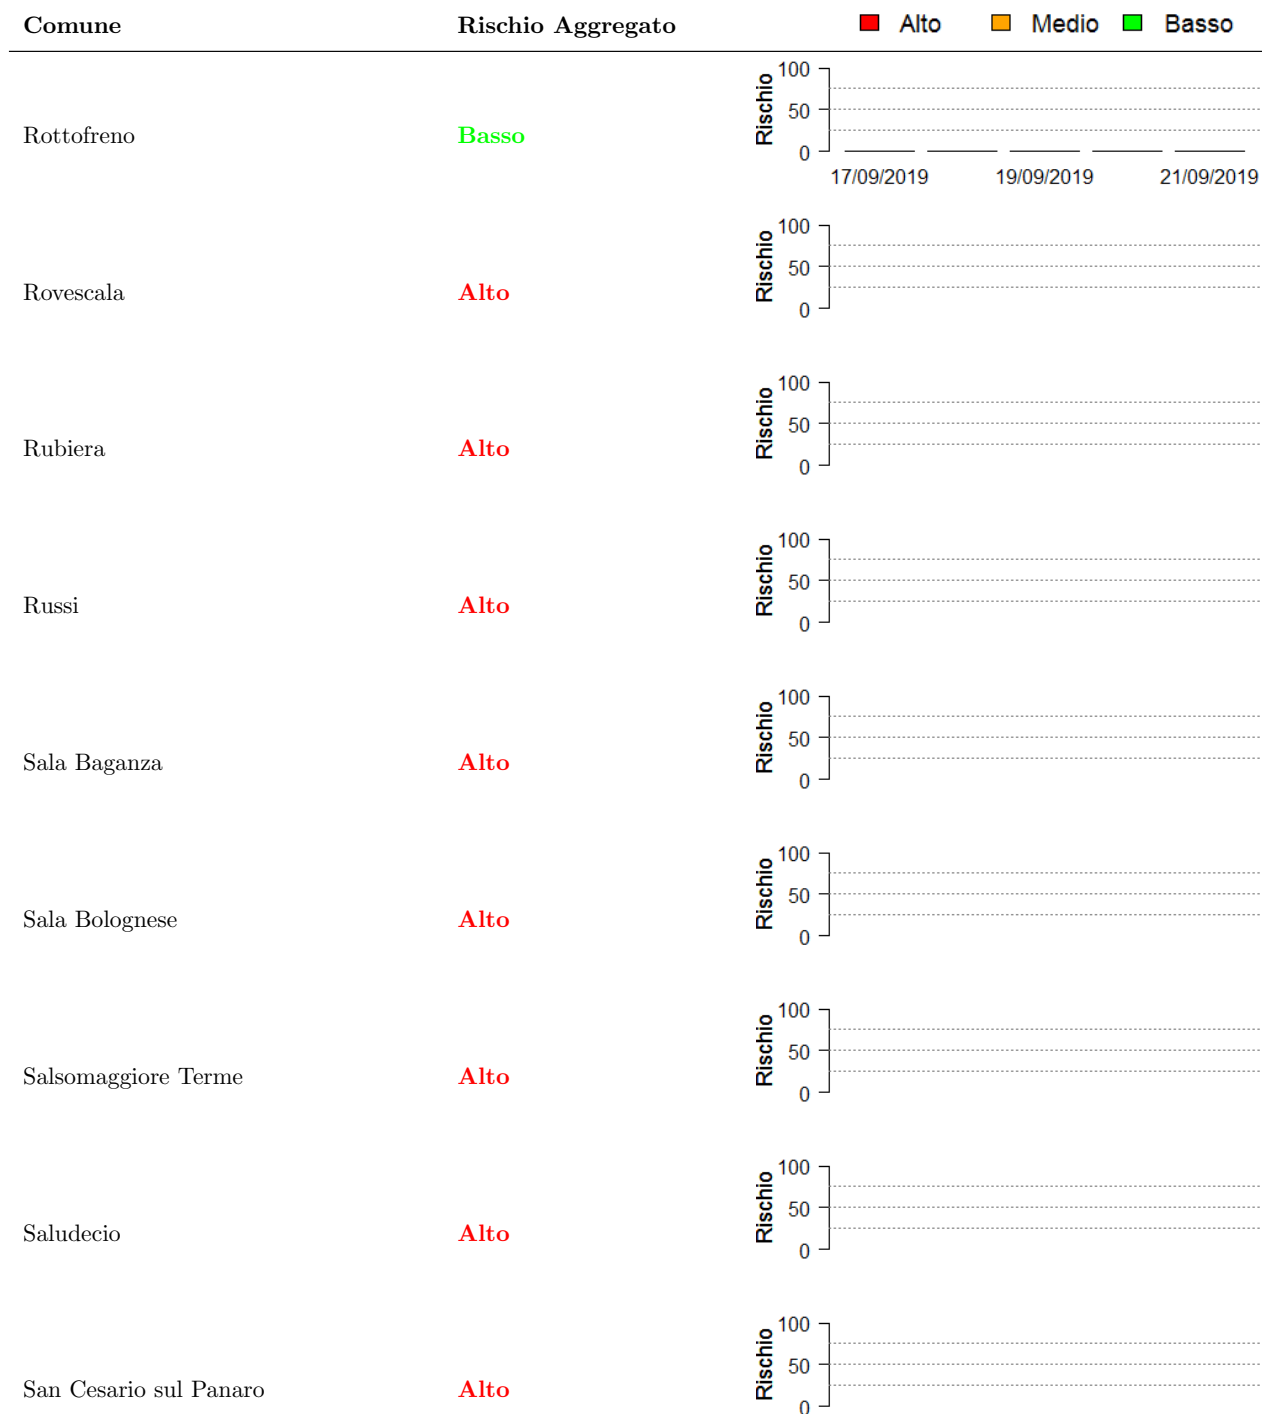 Comune Rischio Aggregato Alto Medio Basso
Rottofreno Basso Rischio 100 50 0
17/09/2019 19/09/2019 21/09/2019
Rovescala Alto Rischio 100 50 0
Rubiera Alto Rischio 100 50 0
Russi Alto Rischio 100 50 0
Sala Baganza Alto Rischio 100 50 0
Sala Bolognese Alto Rischio 100 50 0
Salsomaggiore Terme Alto Rischio 100 50 0
Saludecio Alto Rischio 100 50 0
San Cesario sul Panaro Alto Rischio 100 50 0